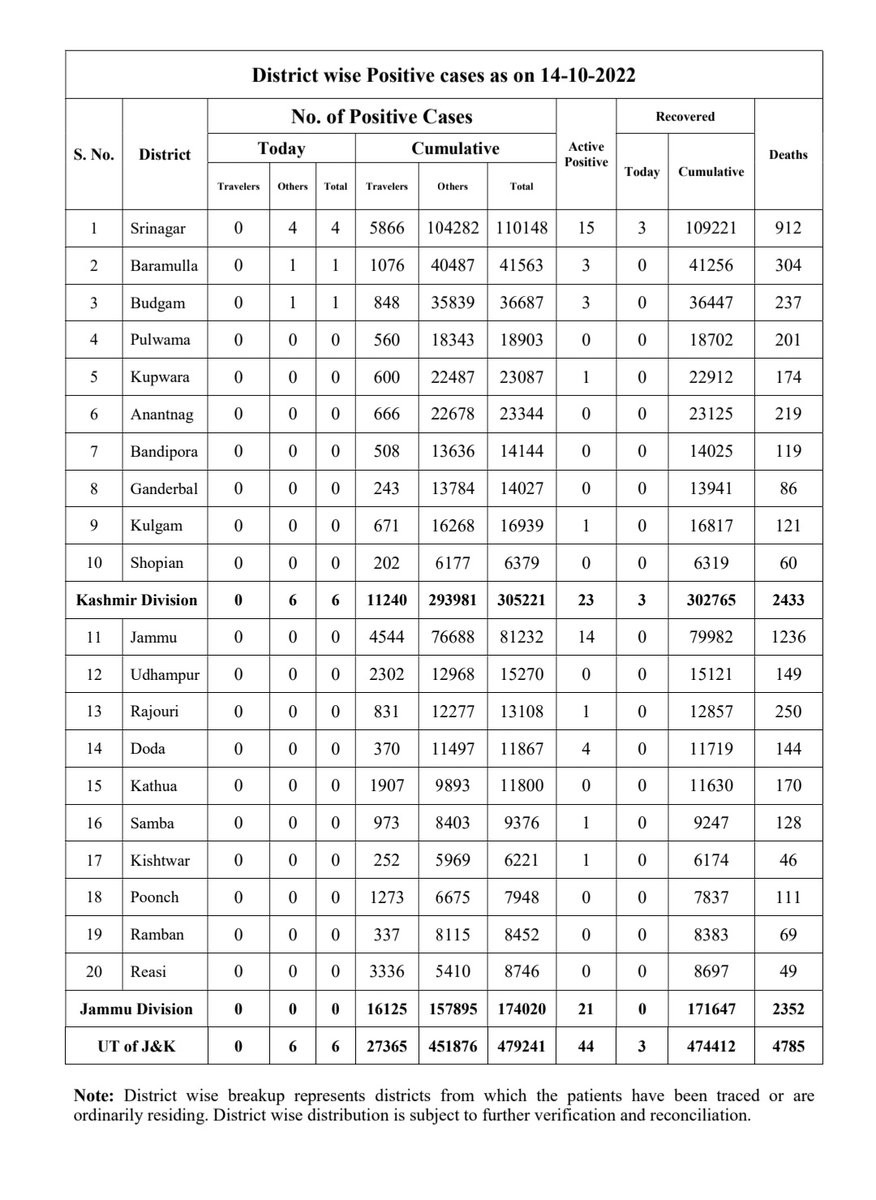 District wise Positive cases as on 14-10-2022
S. No. District No. of Positive Cases Active Positive Recovered Deaths
Today Cumulative Today Cumulative
Travelers Others Total Travelers Others Total
1 Srinagar 0 4 4 5866 104282 110148 15 3 109221 912
2 Baramulla 0 1 1 1076 40487 41563 3 0 41256 304
3 Budgam 0 1 1 848 35839 36687 3 0 36447 237
4 Pulwama 0 0 0 560 18343 18903 0 0 18702 201
5 Kupwara 0 0 0 600 22487 23087 1 0 22912 174
6 Anantnag 0 0 0 666 22678 23344 0 0 23125 219
7 Bandipora 0 0 0 508 13636 14144 0 0 14025 119
8 Ganderbal 0 0 0 243 13784 14027 0 0 13941 86
9 Kulgam 0 0 0 671 16268 16939 1 0 16817 121
10 Shopian 0 0 0 202 6177 6379 0 0 6319 60
Kashmir Division 0 6 6 11240 293981 305221 23 3 302765 2433
11 Jammu 0 0 0 4544 76688 81232 14 0 79982 1236
12 Udhampur 0 0 0 2302 12968 15270 0 0 15121 149
13 Rajouri 0 0 0 831 12277 13108 1 0 12857 250
14 Doda 0 0 0 370 11497 11867 4 0 11719 144
15 Kathua 0 0 0 1907 9893 11800 0 0 11630 170
16 Samba 0 0 0 973 8403 9376 1 0 9247 128
17 Kishtwar 0 0 0 252 5969 6221 1 0 6174 46
18 Poonch 0 0 0 1273 6675 7948 0 0 7837 111
19 Ramban 0 0 0 337 8115 8452 0 0 8383 69
20 Reasi 0 0 0 3336 5410 8746 0 0 8697 49
Jammu Division 0 0 0 16125 157895 174020 21 0 171647 2352
UT of J&K 0 6 6 27365 451876 479241 44 3 474412 4785
Note: District wise breakup represents districts from which the patients have been traced or are
ordinarily residing. District wise distribution is subject to further verification and reconciliation.